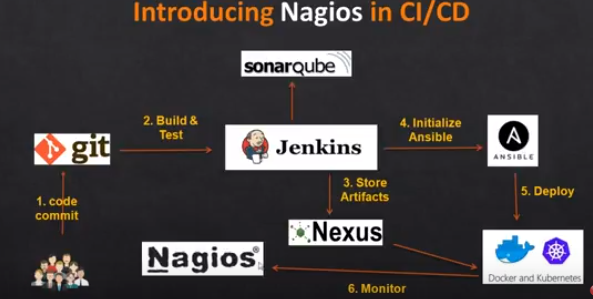 Introducing Nagios in CI/CD
sonarqube
2. Build &
Test
4. Initialize
Ansible
git
Jenkins
A
ANSIBLE
1. code
commit
3. Store
Artifacts
5. Deploy
Nexus
Nagios®
Docker and Kubernetes
6. Monitor